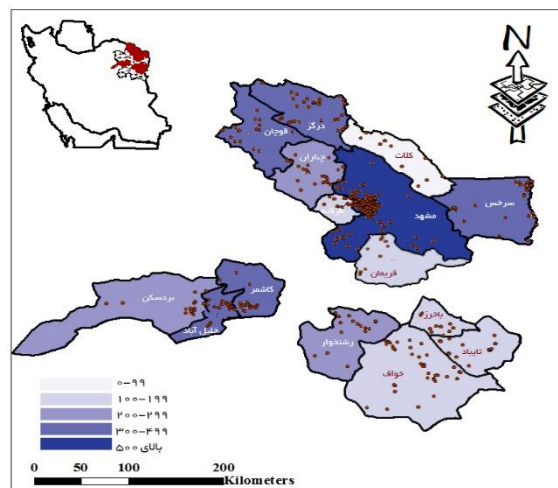 N
درگز
قوچان
چناران
کلات
مشهد
سرخس
فریمان
کاشمر
بردسکن
خلیل آباد
باخرز
رشتخوار
تایباد
خواف
۰-۹۹
۱۰۰-۱۹۹
۲۰۰-۲۹۹
۳۰۰-۴۹۹
بالای ۵۰۰
0 50 100 200
Kilometers